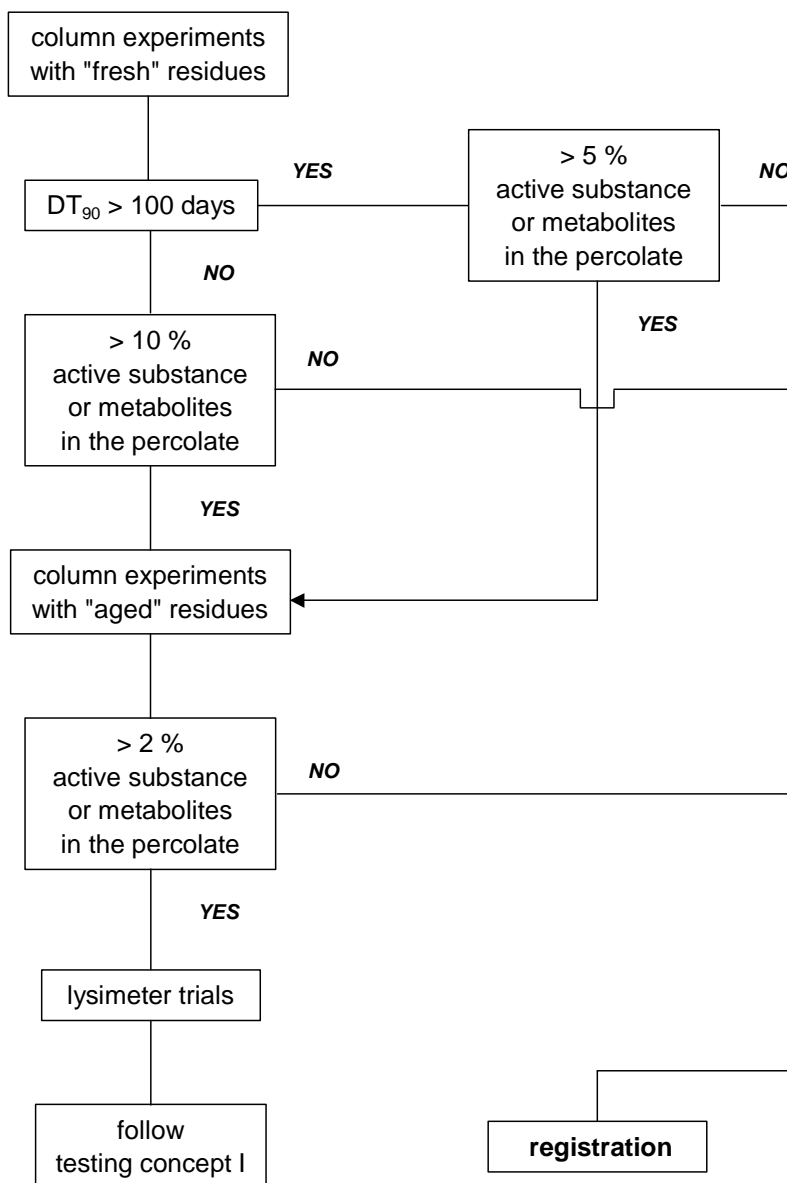 column experiments
with "fresh" residues
YES
> 5 %
active substance
or metabolites
in the percolate
NO
DT90 > 100 days
NO
YES
> 10 %
active substance
or metabolites
in the percolate
NO
YES
column experiments
with "aged" residues
> 2 %
active substance
or metabolites
in the percolate
NO
YES
lysimeter trials
follow
testing concept I
registration